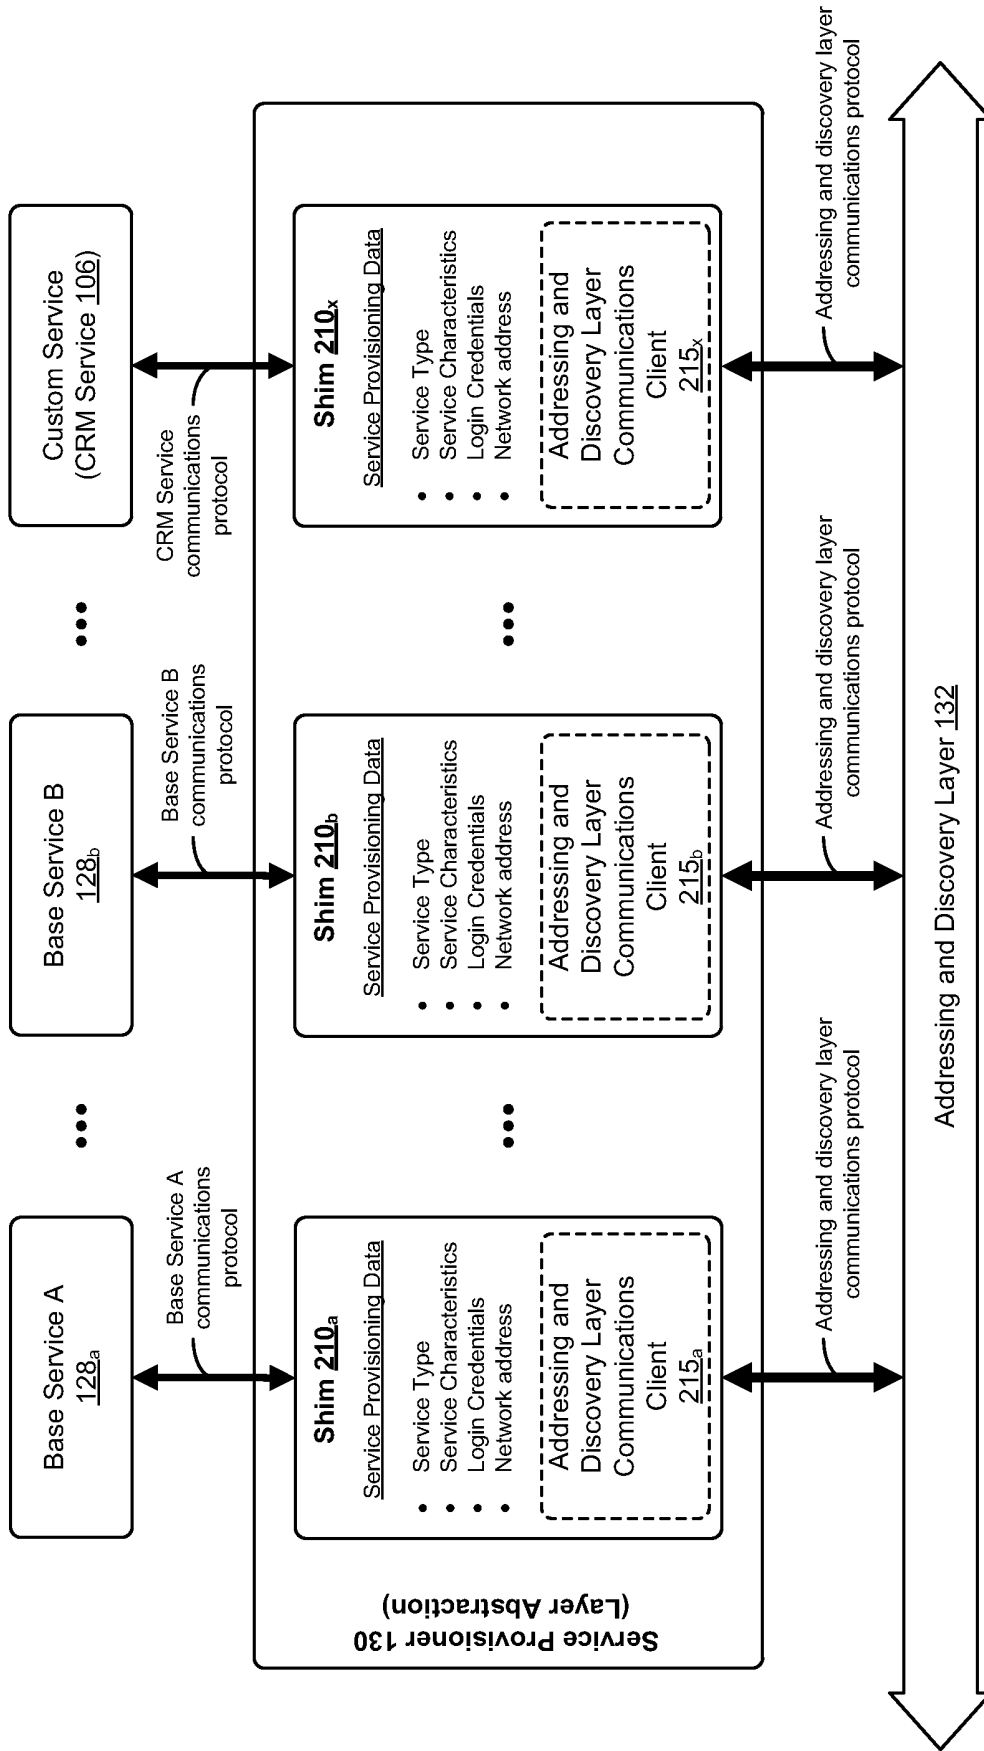 Base Service A
128a
Base Service B
128b
Custom Service
(CRM Service 106)
Base Service A
communications
protocol
Base Service B
communications
protocol
CRM Service
communications
protocol
Service Provisioner 130
(Layer Abstraction)
Shim 210a
Service Provisioning Data
• Service Type
• Service Characteristics
• Login Credentials
• Network address
Addressing and
Discovery Layer
Communications
Client
215a
Shim 210b
Service Provisioning Data
• Service Type
• Service Characteristics
• Login Credentials
• Network address
Addressing and
Discovery Layer
Communications
Client
215b
Shim 210x
Service Provisioning Data
• Service Type
• Service Characteristics
• Login Credentials
• Network address
Addressing and
Discovery Layer
Communications
Client
215x
Addressing and discovery layer
communications protocol
Addressing and discovery layer
communications protocol
Addressing and discovery layer
communications protocol
Addressing and Discovery Layer 132